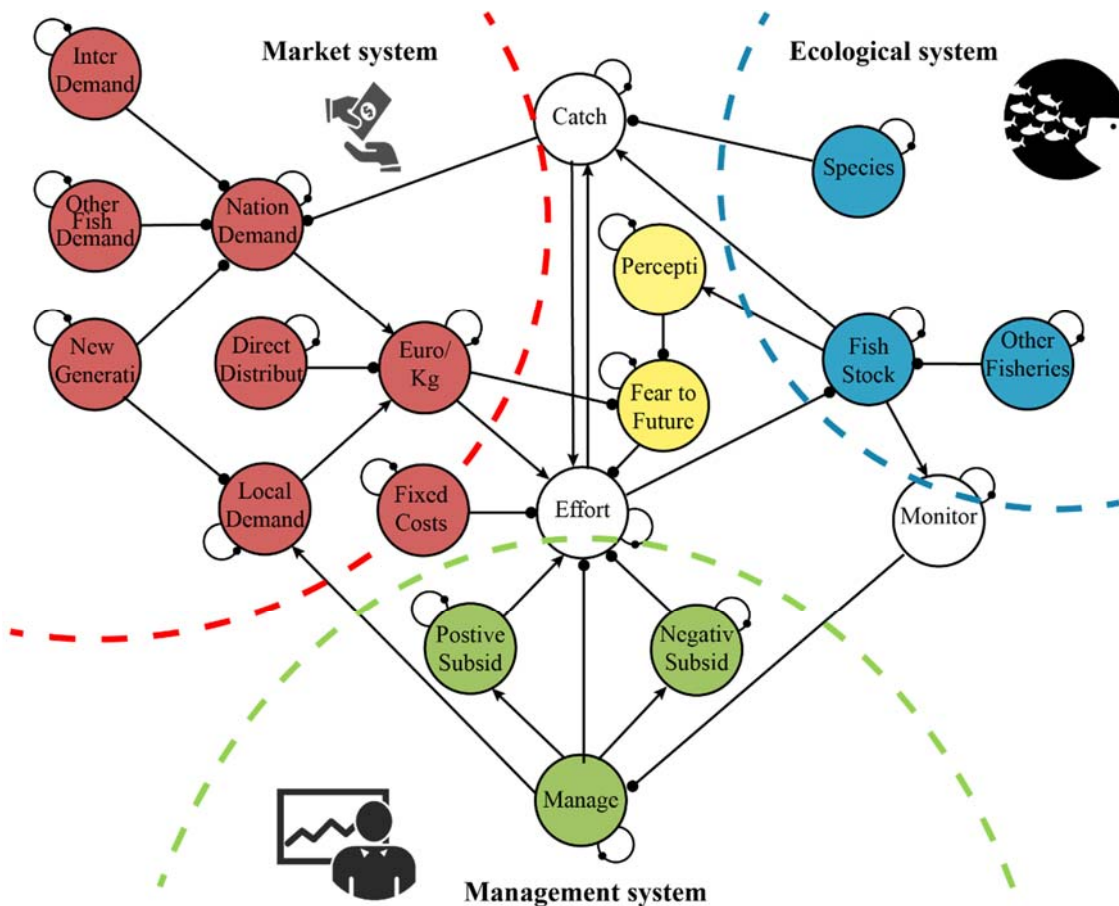 Market system
Ecological system
Inter
Demand
Catch
Species
Other
Fish
Demand
Nation
Demand
Percepti
New
Generati
Direct
Distribut
Euro/
Kg
Fear to
Future
Fish
Stock
Other
Fisheries
Local
Demand
Fixed
Costs
Effort
Monitor
Postive
Subsid
Negativ
Subsid
Manage
Management system
$